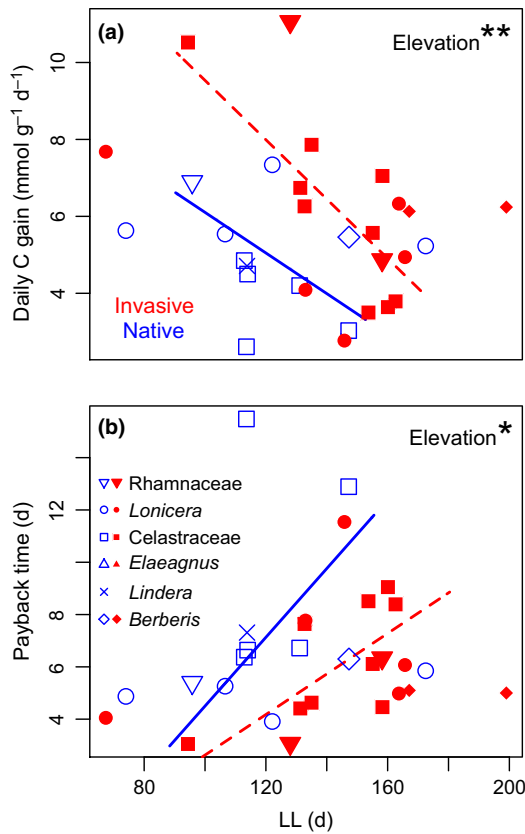 (a)
Elevation**
Daily C gain (mmol g⁻¹ d⁻¹)
10
8
6
4
Invasive
Native
(b)
Elevation*
Payback time (d)
12
8
6
4
Rhamnaceae
Lonicera
Celastraceae
Elaeagnus
Lindera
Berberis
80
120
160
200
LL (d)